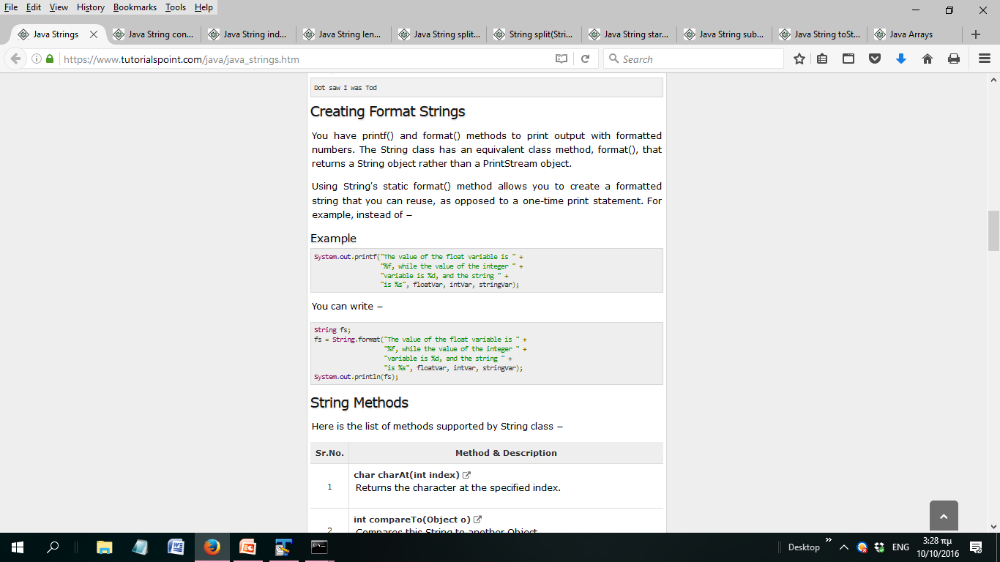 File Edit View History Bookmarks Tools Help
Java Strings
Java String con...
Java String ind...
Java String len...
Java String split...
String split(Stri...
Java String star...
Java String sub...
Java String toSt...
Java Arrays
https://www.tutorialspoint.com/java/java_strings.htm
Search
Dot saw I was Tod
Creating Format Strings
You have printf() and format() methods to print output with formatted
numbers. The String class has an equivalent class method, format(), that
returns a String object rather than a PrintStream object.
Using String's static format() method allows you to create a formatted
string that you can reuse, as opposed to a one-time print statement. For
example, instead of −
Example
System.out.printf("The value of the float variable is " +
"%f, while the value of the integer " +
"variable is %d, and the string " +
"is %s", floatVar, intVar, stringVar);
You can write −
String fs;
fs = String.format("The value of the float variable is " +
"%f, while the value of the integer " +
"variable is %d, and the string " +
"is %s", floatVar, intVar, stringVar);
System.out.println(fs);
String Methods
Here is the list of methods supported by String class −
Sr.No. Method & Description
char charAt(int index)
1 Returns the character at the specified index.
int compareTo(Object o)
2 Compares this String to another Object.
Desktop
ENG
3:28 πμ
10/10/2016